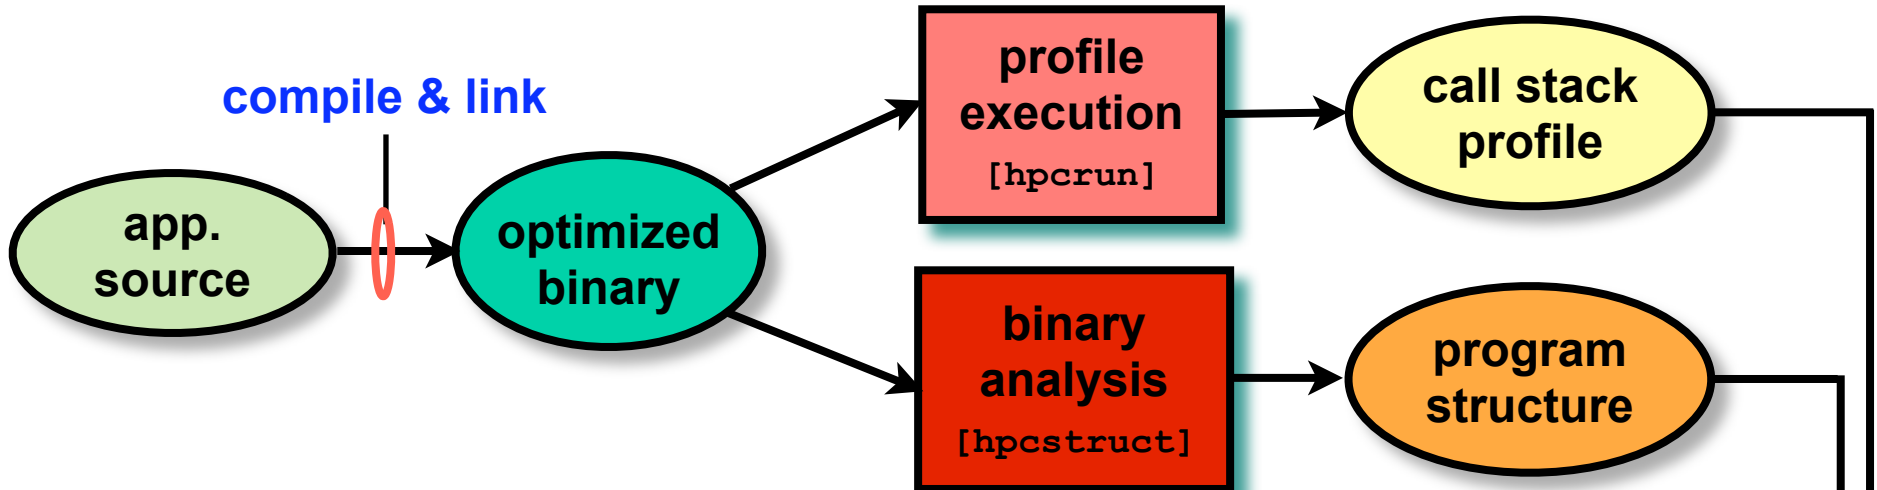 compile & link
app.
source
optimized
binary
profile
execution
[hpcrun]
call stack
profile
binary
analysis
[hpcstruct]
program
structure